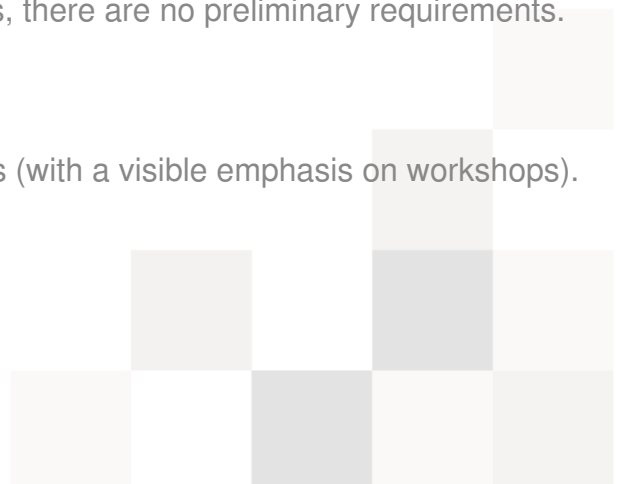 s, there are no preliminary requirements.
s (with a visible emphasis on workshops).